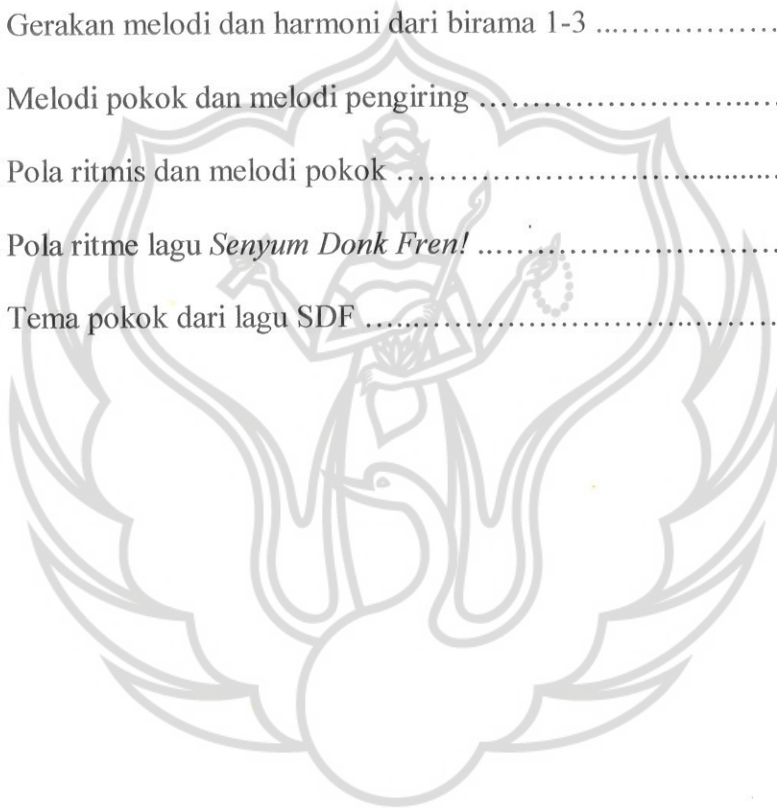 Gerakan melodi dan harmoni dari birama 1-3 ....................
Melodi pokok dan melodi pengiring ................................
Pola ritmis dan melodi pokok ..........................................
Pola ritme lagu Senyum Donk Fren! ................................
Tema pokok dari lagu SDF .............................................